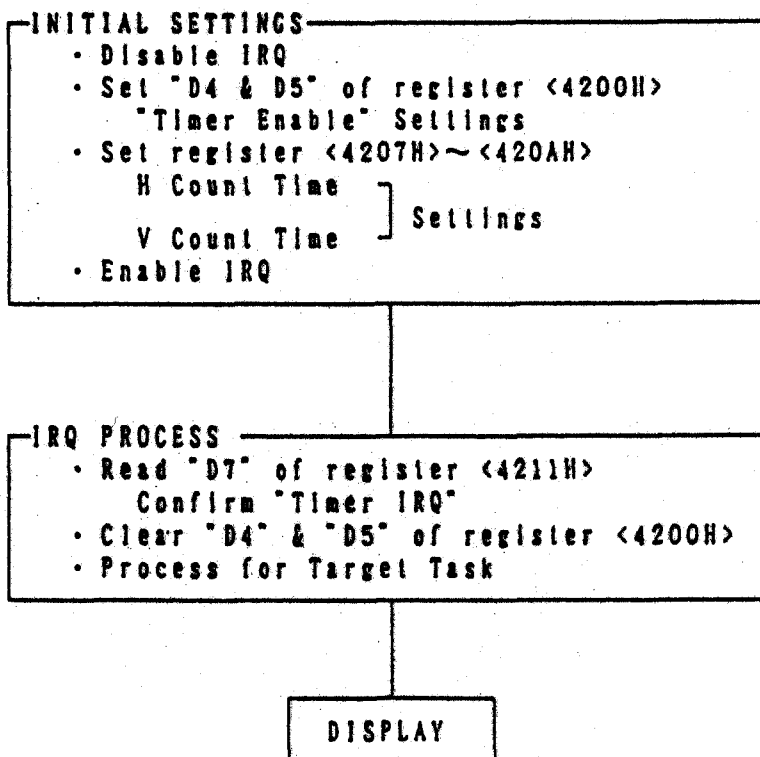 INITIAL SETTINGS
· Disable IRQ
· Set "D4 & D5" of register <4200H>
"Timer Enable" Settings
· Set register <4207H>~<420AH>
H Count Time
Settings
V Count Time
· Enable IRQ
IRQ PROCESS
· Read "D7" of register <4211H>
Confirm "Timer IRQ"
· Clear "D4" & "D5" of register <4200H>
· Process for Target Task
DISPLAY